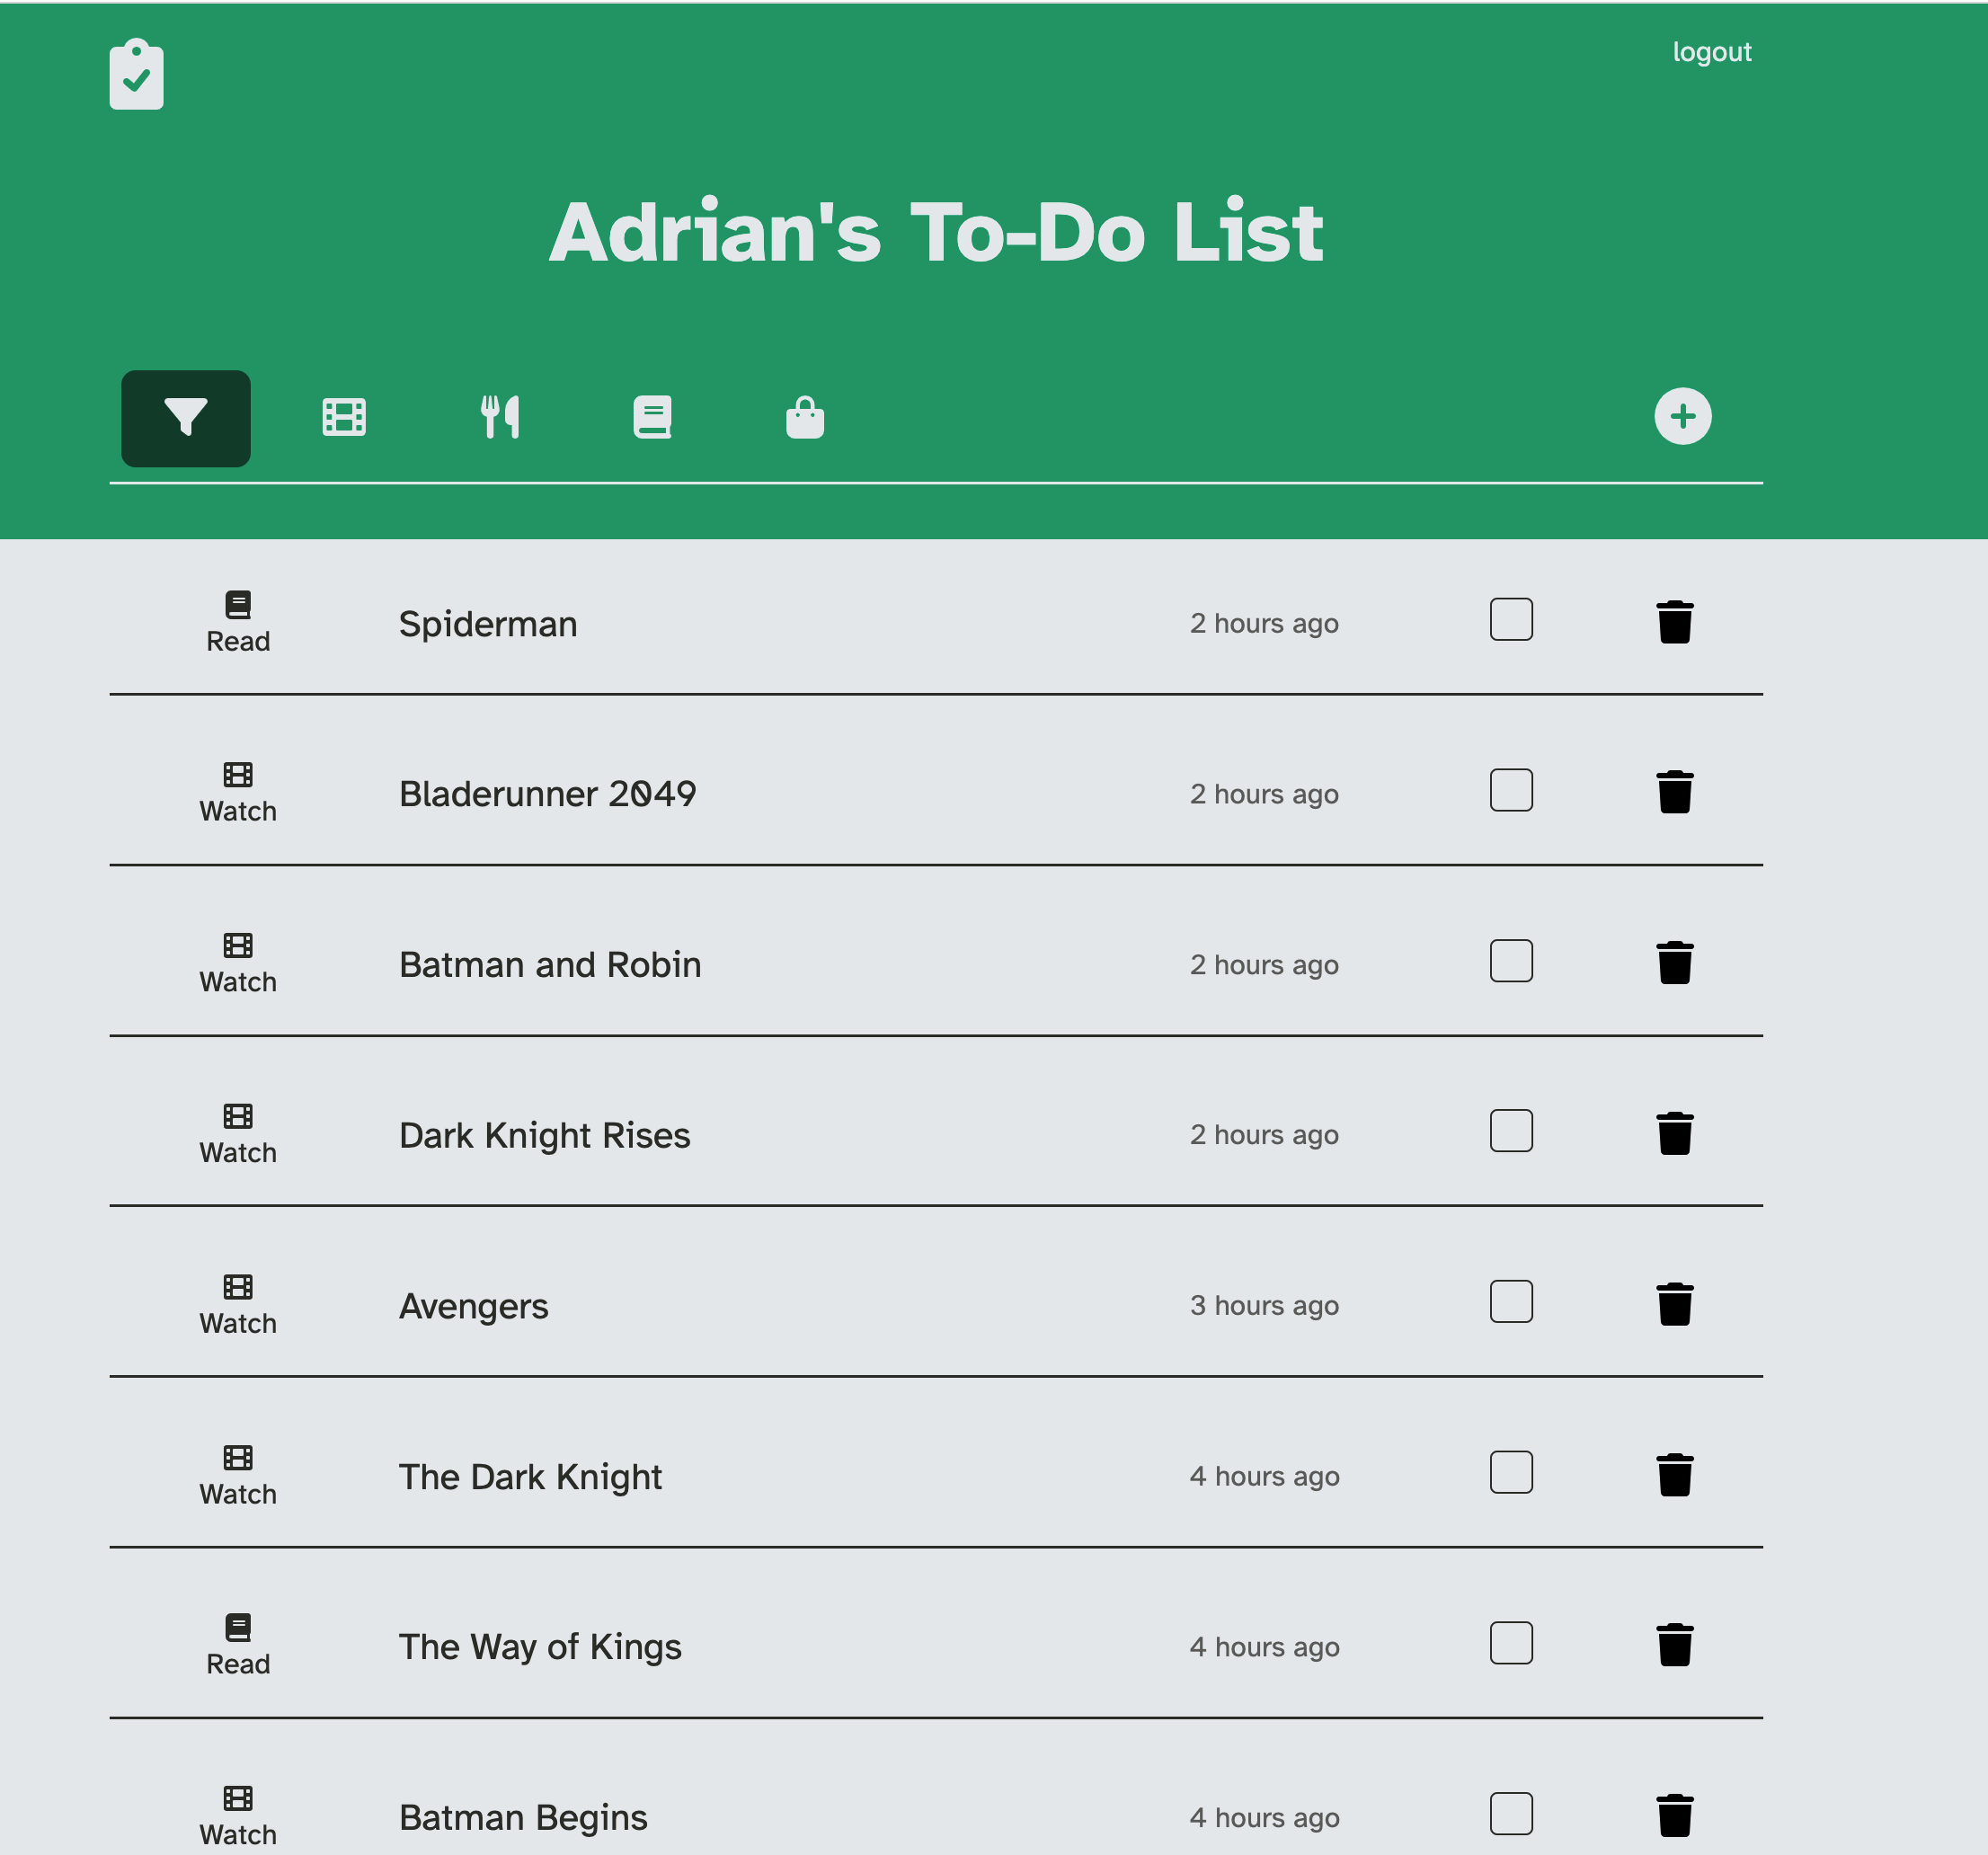 logout
Adrian's To-Do List
Read
Spiderman
2 hours ago
Watch
Bladerunner 2049
2 hours ago
Watch
Batman and Robin
2 hours ago
Watch
Dark Knight Rises
2 hours ago
Watch
Avengers
3 hours ago
Watch
The Dark Knight
4 hours ago
Read
The Way of Kings
4 hours ago
Watch
Batman Begins
4 hours ago